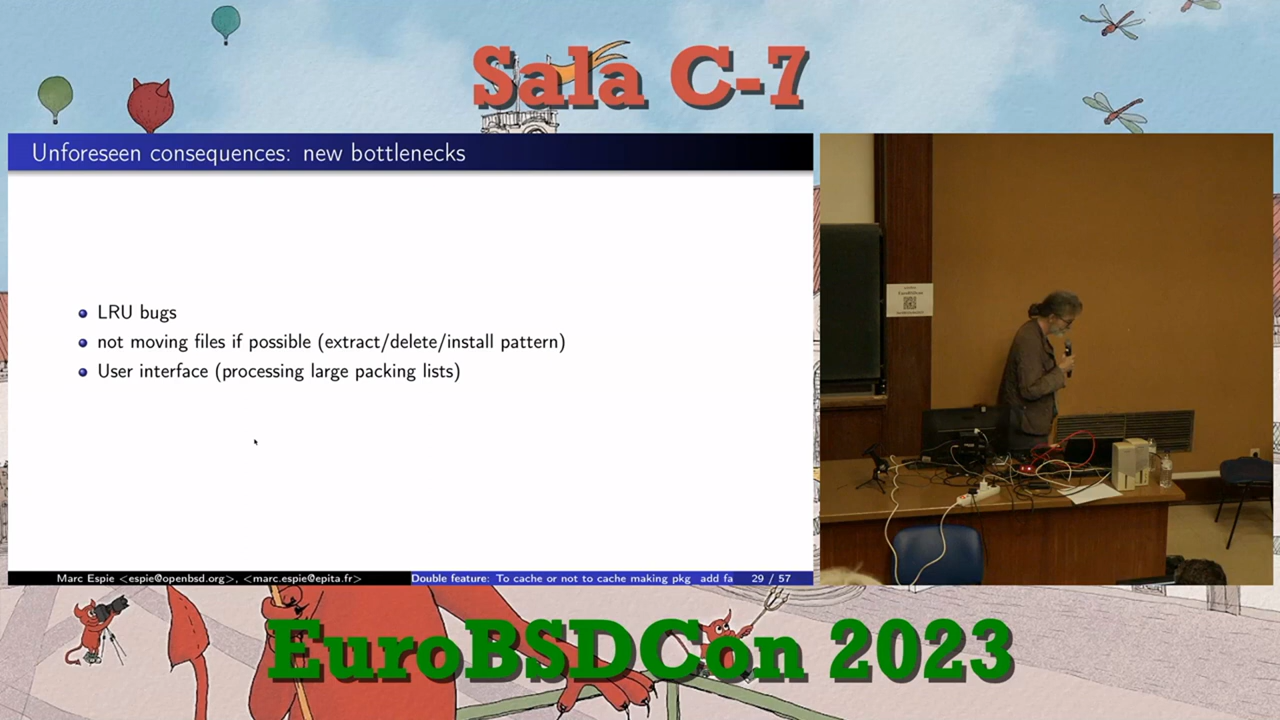 Sala C-7
Unforeseen consequences: new bottlenecks
LRU bugs
not moving files if possible (extract/delete/install pattern)
User interface (processing large packing lists)
Marc Espie <espie@openbsd.org>, <marc.espie@epita.fr>
Double feature: To cache or not to cache making pkg_add fa
29 / 57
EuroBSDCon 2023